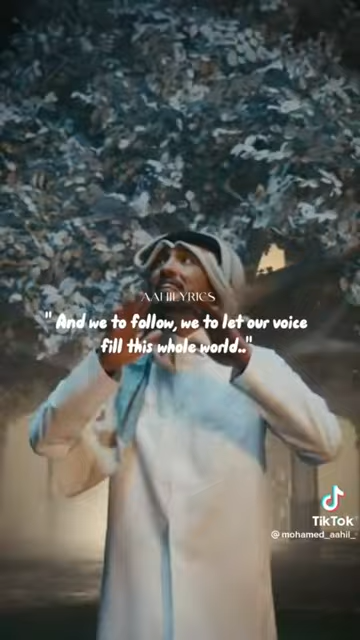 AAHILYRICS
" And we to follow, we to let our voice
fill this whole world.."
TikTok
@mohamed_aahil_